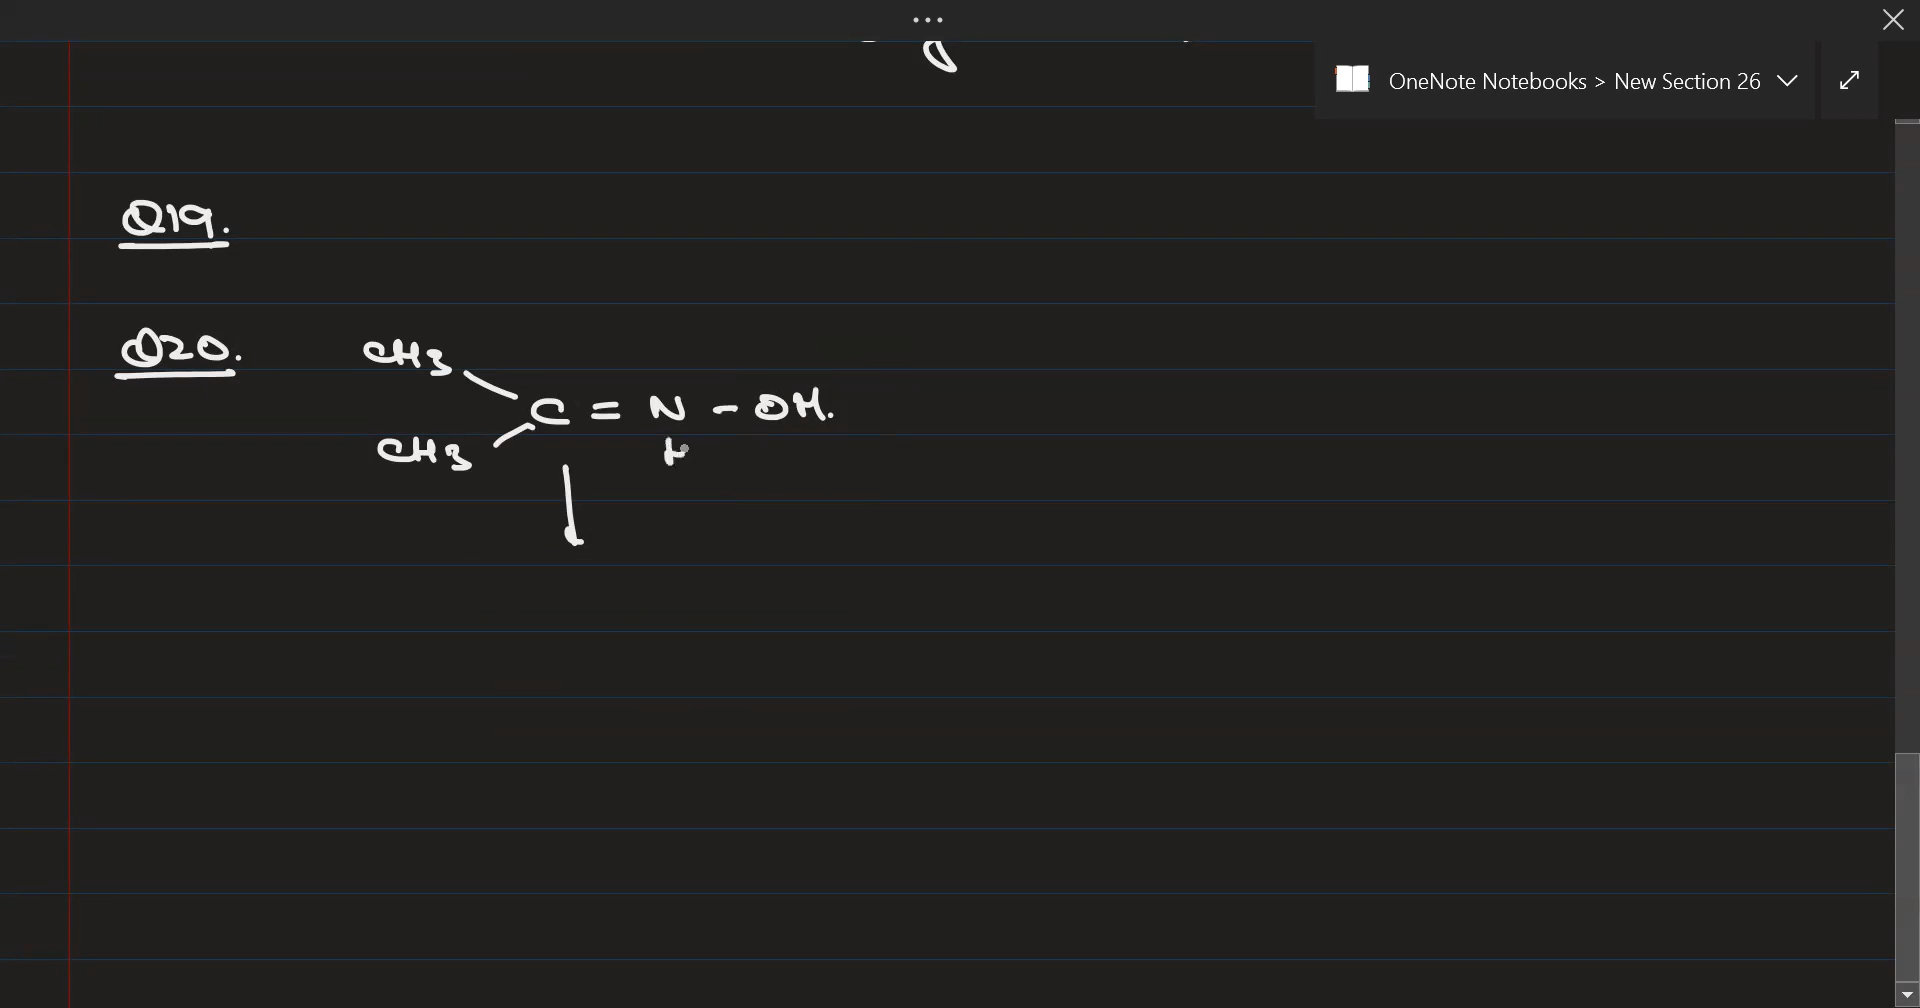 ...
OneNote Notebooks > New Section 26
Q19.
Q20. CH3
C = N - OH.
CH3